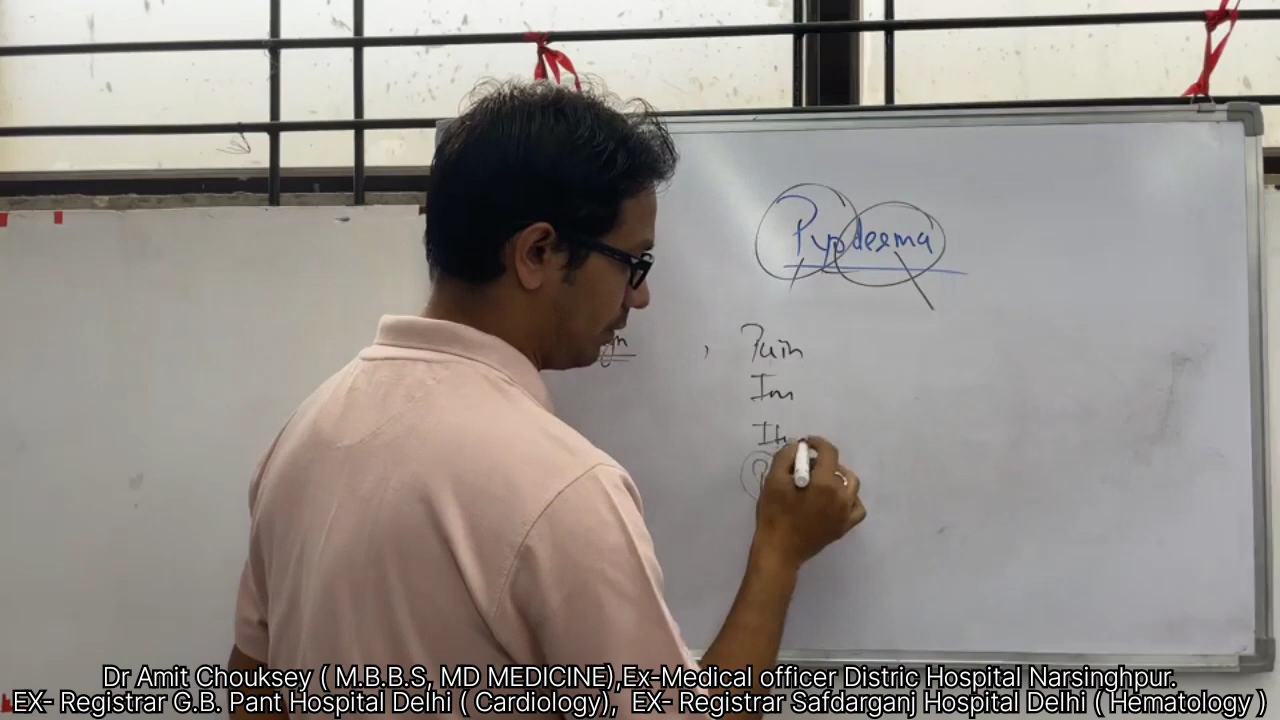 Pyoderma
, Pain
Im
Dr Amit Chouksey ( M.B.B.S, MD MEDICINE),Ex-Medical officer Distric Hospital Narsinghpur.
EX- Registrar G.B. Pant Hospital Delhi ( Cardiology), EX- Registrar Safdarganj Hospital Delhi ( Hematology )